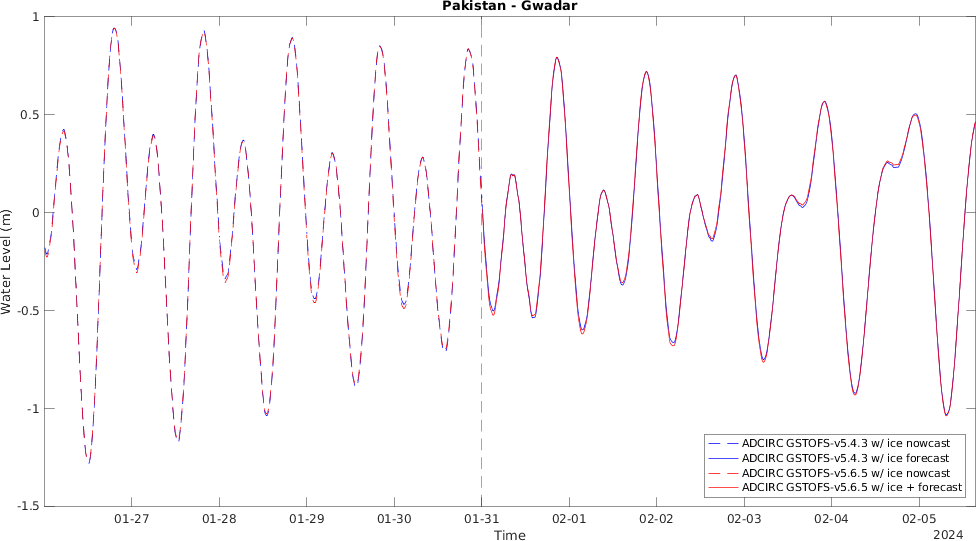 Pakistan - Gwadar
Water Level (m)
1
0.5
0
-0.5
-1
-1.5
01-27 01-28 01-29 01-30 01-31 02-01 02-02 02-03 02-04 02-05
Time
2024
ADCIRC GSTOFS-v5.4.3 w/ ice nowcast
ADCIRC GSTOFS-v5.4.3 w/ ice forecast
ADCIRC GSTOFS-v5.6.5 w/ ice nowcast
ADCIRC GSTOFS-v5.6.5 w/ ice + forecast